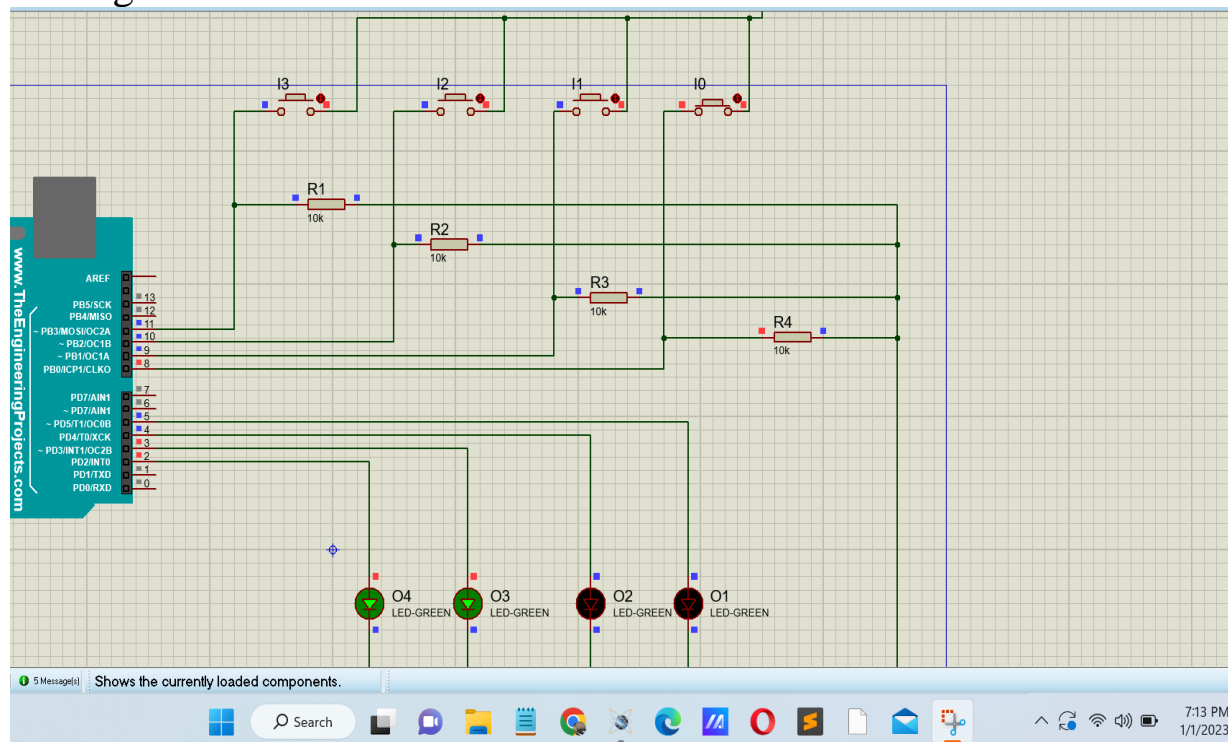 I3
I2
I1
I0
R1
10k
R2
10k
R3
10k
R4
10k
www.TheEngineeringProjects.com
AREF
PB5/SCK
PB4/MISO
~ PB3/MOSI/OC2A
~ PB2/OC1B
~ PB1/OC1A
PB0/ICP1/CLKO
PD7/AIN1
~ PD7/AIN1
~ PD5/T1/OC0B
PD4/T0/XCK
~ PD3/INT1/OC2B
PD2/INT0
PD1/TXD
PD0/RXD
13
12
11
10
9
8
7
6
5
4
3
2
1
0
O4
LED-GREEN
O3
LED-GREEN
O2
LED-GREEN
O1
LED-GREEN
5 Message(s)
Shows the currently loaded components.
Search
7:13 PM
1/1/2023